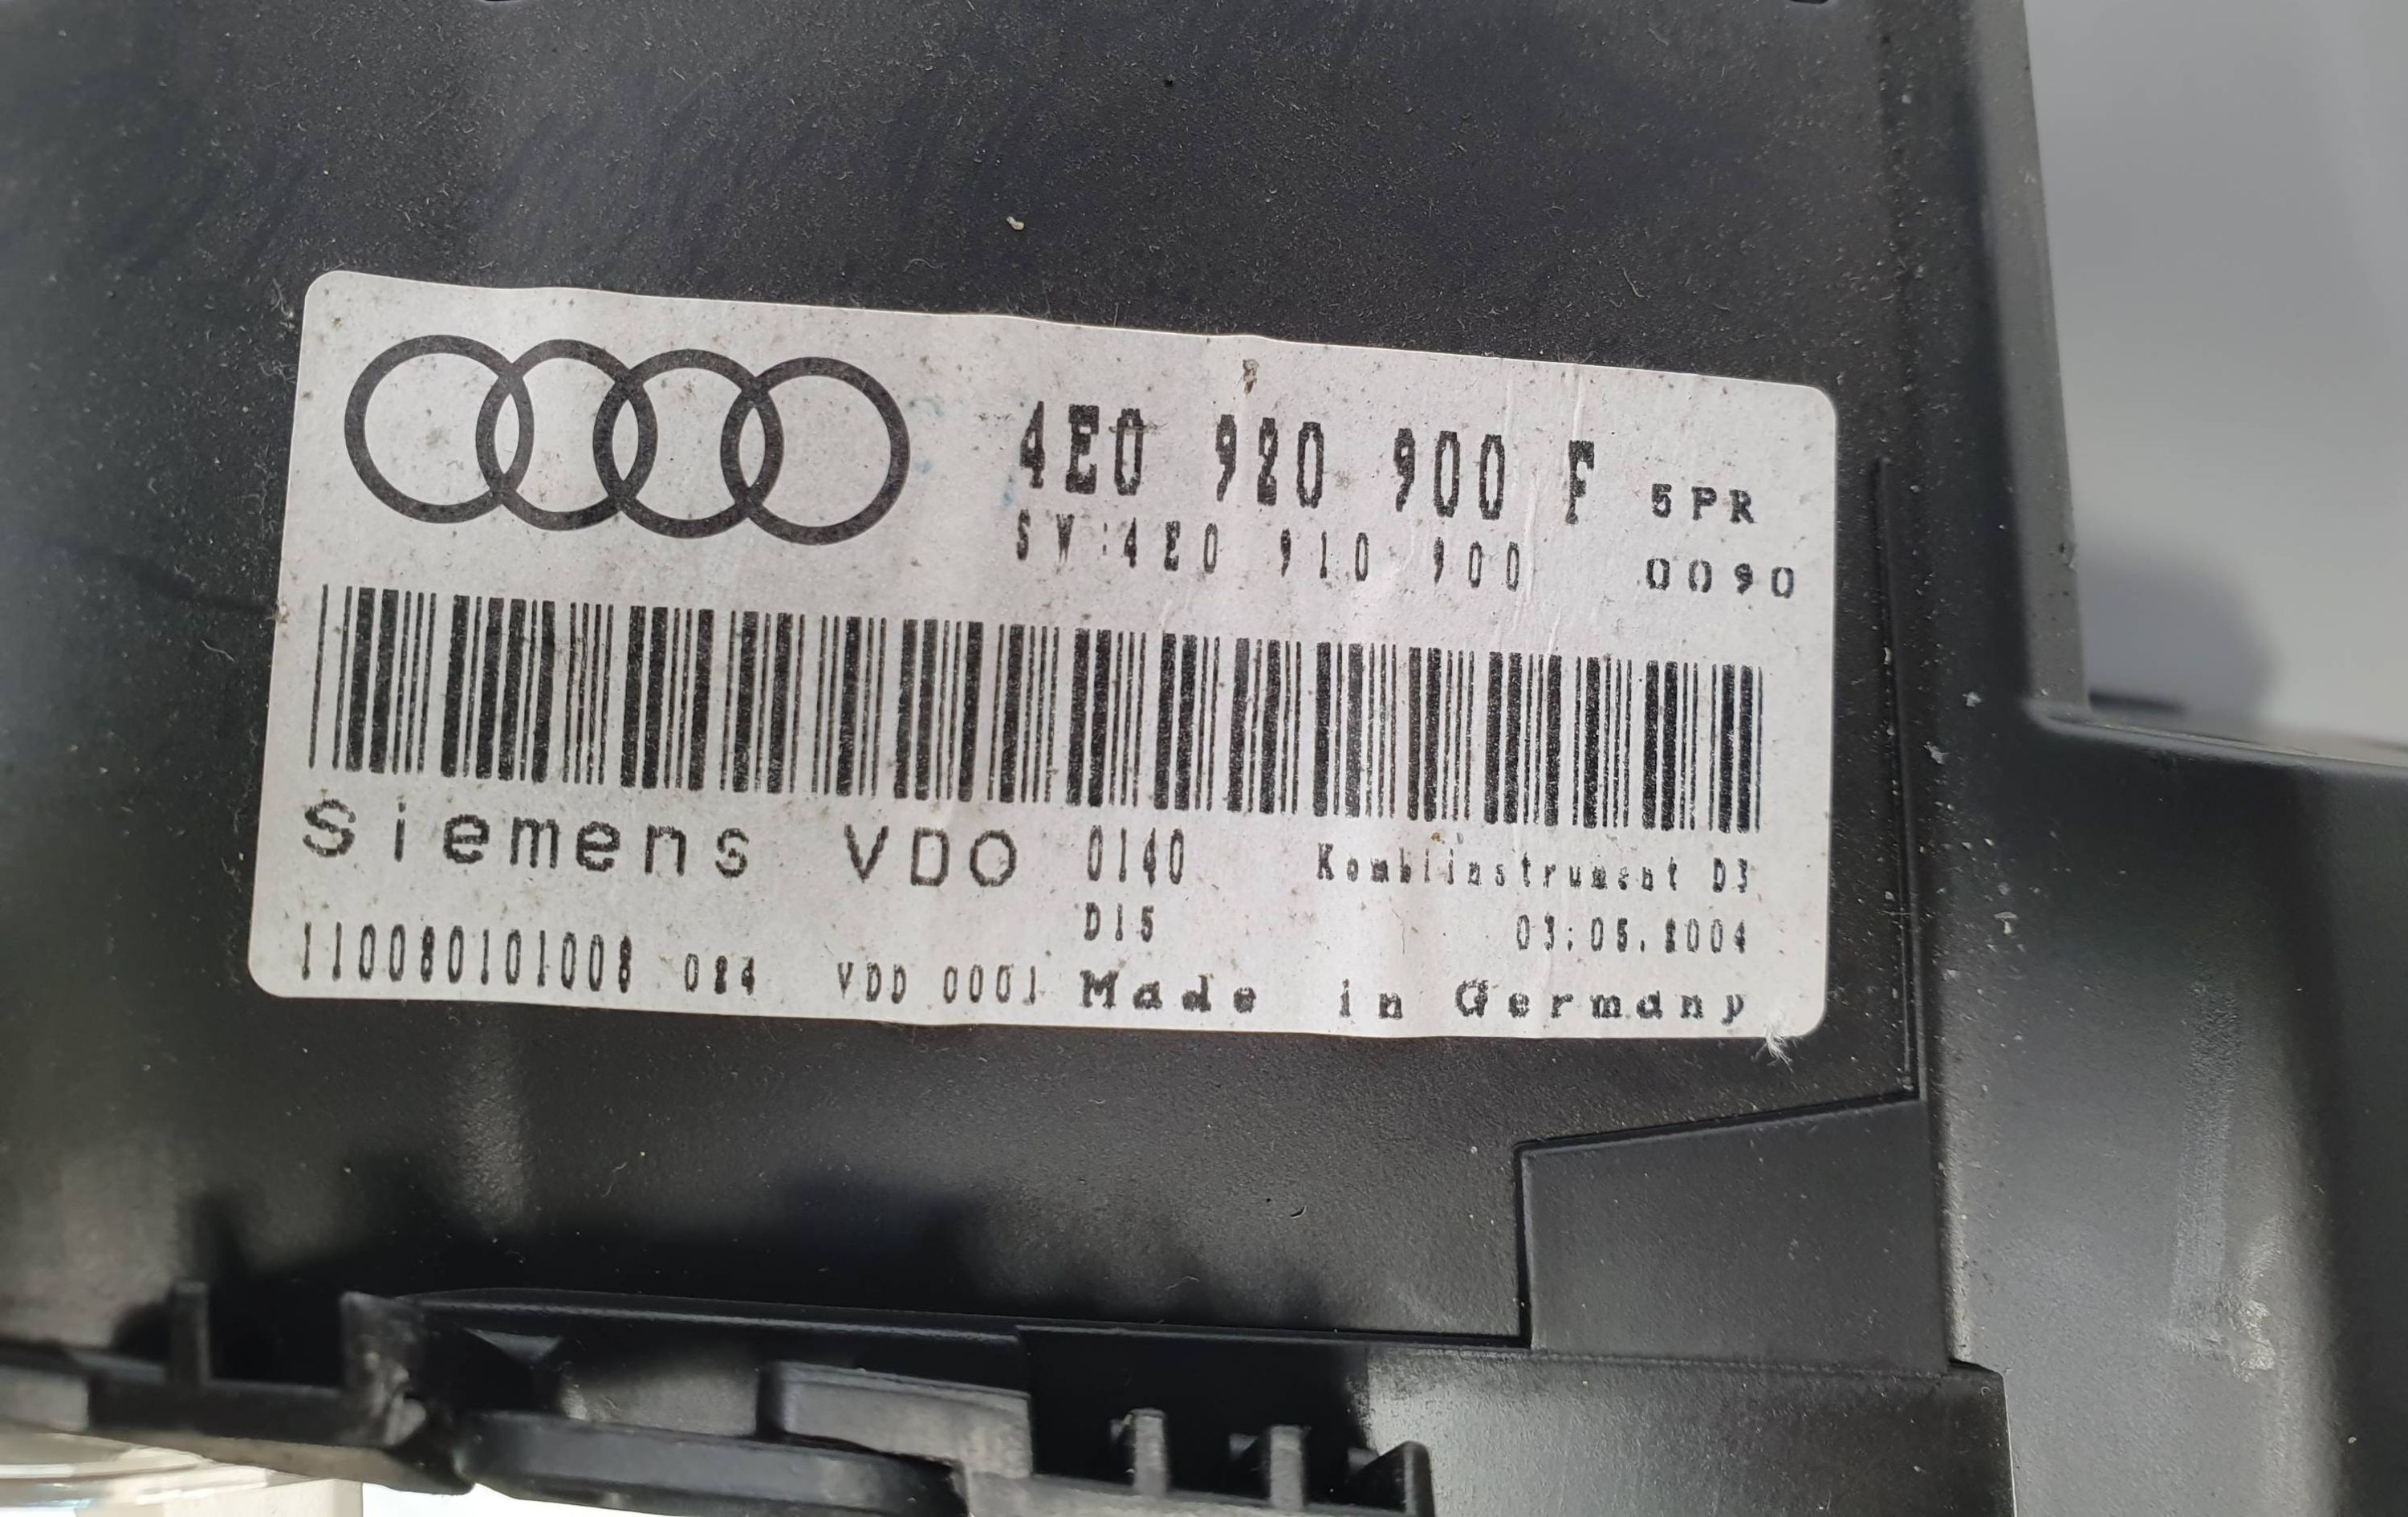 4E0 920 900 F 5PR
SW:4E0 910 900 0090
Siemens VDO 0140 Kombiinstrument D3
D15 03.05.2004
110080101008 024 VDD 0001 Made in Germany